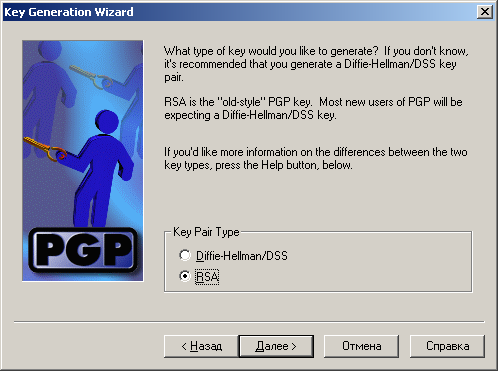 Key Generation Wizard
What type of key would you like to generate? If you don't know,
it's recommended that you generate a Diffie-Hellman/DSS key
pair.
RSA is the "old-style" PGP key. Most new users of PGP will be
expecting a Diffie-Hellman/DSS key.
If you'd like more information on the differences between the two
key types, press the Help button, below.
PGP
Key Pair Type
Diffie-Hellman/DSS
RSA
< Назад
Далее >
Отмена
Справка